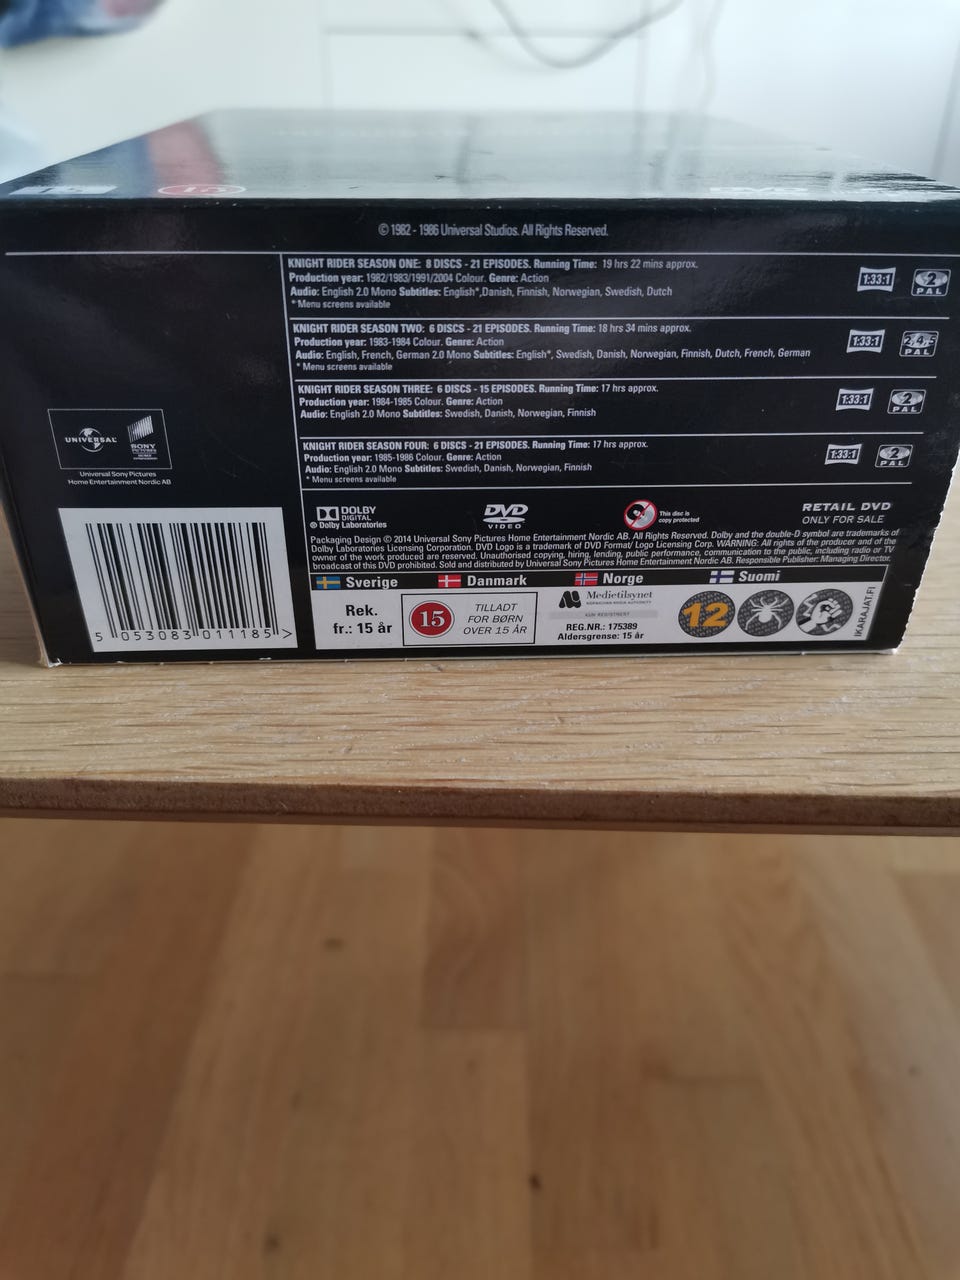 15
DVD
© 1982 - 1986 Universal Studios. All Rights Reserved.
KNIGHT RIDER SEASON ONE: 8 DISCS - 21 EPISODES. Running Time: 19 hrs 22 mins approx.
Production year: 1982/1983/1991/2004 Colour. Genre: Action
Audio: English 2.0 Mono Subtitles: English*,Danish, Finnish, Norwegian, Swedish, Dutch
* Menu screens available
1:33:1
2
PAL
KNIGHT RIDER SEASON TWO: 6 DISCS - 21 EPISODES. Running Time: 18 hrs 34 mins approx.
Production year: 1983-1984 Colour. Genre: Action
Audio: English, French, German 2.0 Mono Subtitles: English*, Swedish, Danish, Norwegian, Finnish, Dutch, French, German
* Menu screens available
1:33:1
2,4,5
PAL
KNIGHT RIDER SEASON THREE: 6 DISCS - 15 EPISODES. Running Time: 17 hrs approx.
Production year: 1984-1985 Colour. Genre: Action
Audio: English 2.0 Mono Subtitles: Swedish, Danish, Norwegian, Finnish
1:33:1
2
PAL
KNIGHT RIDER SEASON FOUR: 6 DISCS - 21 EPISODES. Running Time: 17 hrs approx.
Production year: 1985-1986 Colour. Genre: Action
Audio: English 2.0 Mono Subtitles: Swedish, Danish, Norwegian, Finnish
* Menu screens available
1:33:1
2
PAL
UNIVERSAL
SONY
PICTURES
Universal Sony Pictures
Home Entertainment Nordic AB
DOLBY
DIGITAL
® Dolby Laboratories
DVD
VIDEO
This disc is
copy protected
RETAIL DVD
ONLY FOR SALE
Packaging Design © 2014 Universal Sony Pictures Home Entertainment Nordic AB. All Rights Reserved. Dolby and the double-D symbol are trademarks of
Dolby Laboratories Licensing Corporation. DVD Logo is a trademark of DVD Format/ Logo Licensing Corp. WARNING: All rights of the producer and of the
owner of the work produced are reserved. Unauthorised copying, hiring, lending, public performance, communication to the public, including radio or TV
broadcast of this DVD prohibited. Sold and distributed by Universal Sony Pictures Home Entertainment Nordic AB. Responsible Publisher: Managing Director.
Sverige
Danmark
Norge
Suomi
Rek.
fr.: 15 år
15
TILLADT
FOR BØRN
OVER 15 ÅR
Medietilsynet
NORWEGIAN MEDIA AUTHORITY
KUN REGISTRERT
REG.NR.: 175389
Aldersgrense: 15 år
12
IKARAJAT.FI
5 053083 011185 >